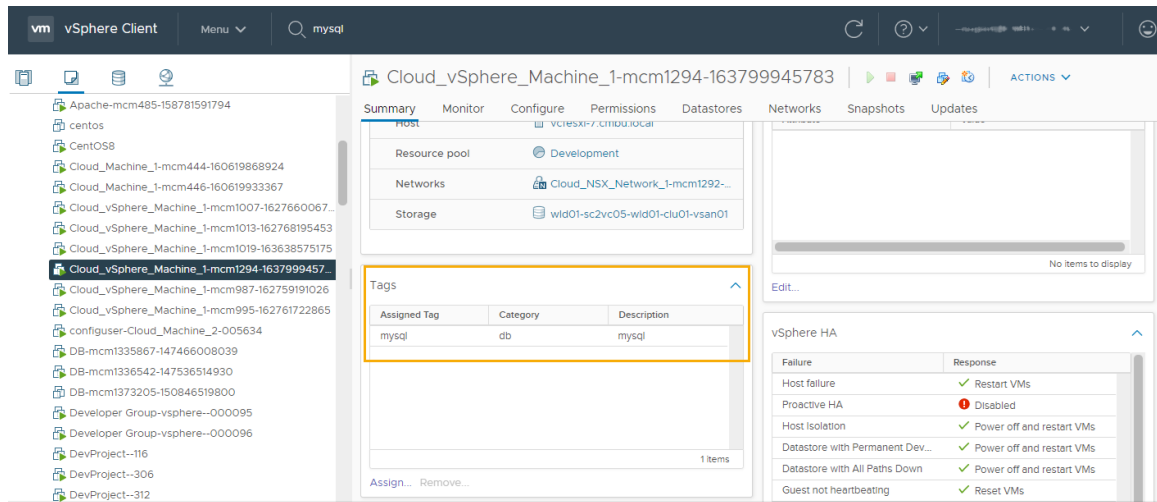 vm vSphere Client Menu mysql
Apache-mcm485-158781591794
centos
CentOS8
Cloud_Machine_1-mcm444-160619868924
Cloud_Machine_1-mcm446-160619933367
Cloud_vSphere_Machine_1-mcm1007-1627660067...
Cloud_vSphere_Machine_1-mcm1013-162768195453
Cloud_vSphere_Machine_1-mcm1019-163638575175
Cloud_vSphere_Machine_1-mcm1294-1637999457...
Cloud_vSphere_Machine_1-mcm987-162759191026
Cloud_vSphere_Machine_1-mcm995-162761722865
configuser-Cloud_Machine_2-005634
DB-mcm1335867-147466008039
DB-mcm1336542-147536514930
DB-mcm1373205-150846519800
Developer Group-vsphere--000095
Developer Group-vsphere--000096
DevProject--116
DevProject--306
DevProject--312
Cloud_vSphere_Machine_1-mcm1294-163799945783 ACTIONS
Summary Monitor Configure Permissions Datastores Networks Snapshots Updates
Host vcfesxi-7.cmbu.local
Resource pool Development
Networks Cloud_NSX_Network_1-mcm1292-...
Storage wld01-sc2vc05-wld01-clu01-vsan01
Tags
Assigned Tag Category Description
mysql db mysql
1 items
Assign... Remove...
Attribute Value
No items to display
Edit...
vSphere HA
Failure Response
Host failure Restart VMs
Proactive HA Disabled
Host Isolation Power off and restart VMs
Datastore with Permanent Dev... Power off and restart VMs
Datastore with All Paths Down Power off and restart VMs
Guest not heartbeating Reset VMs